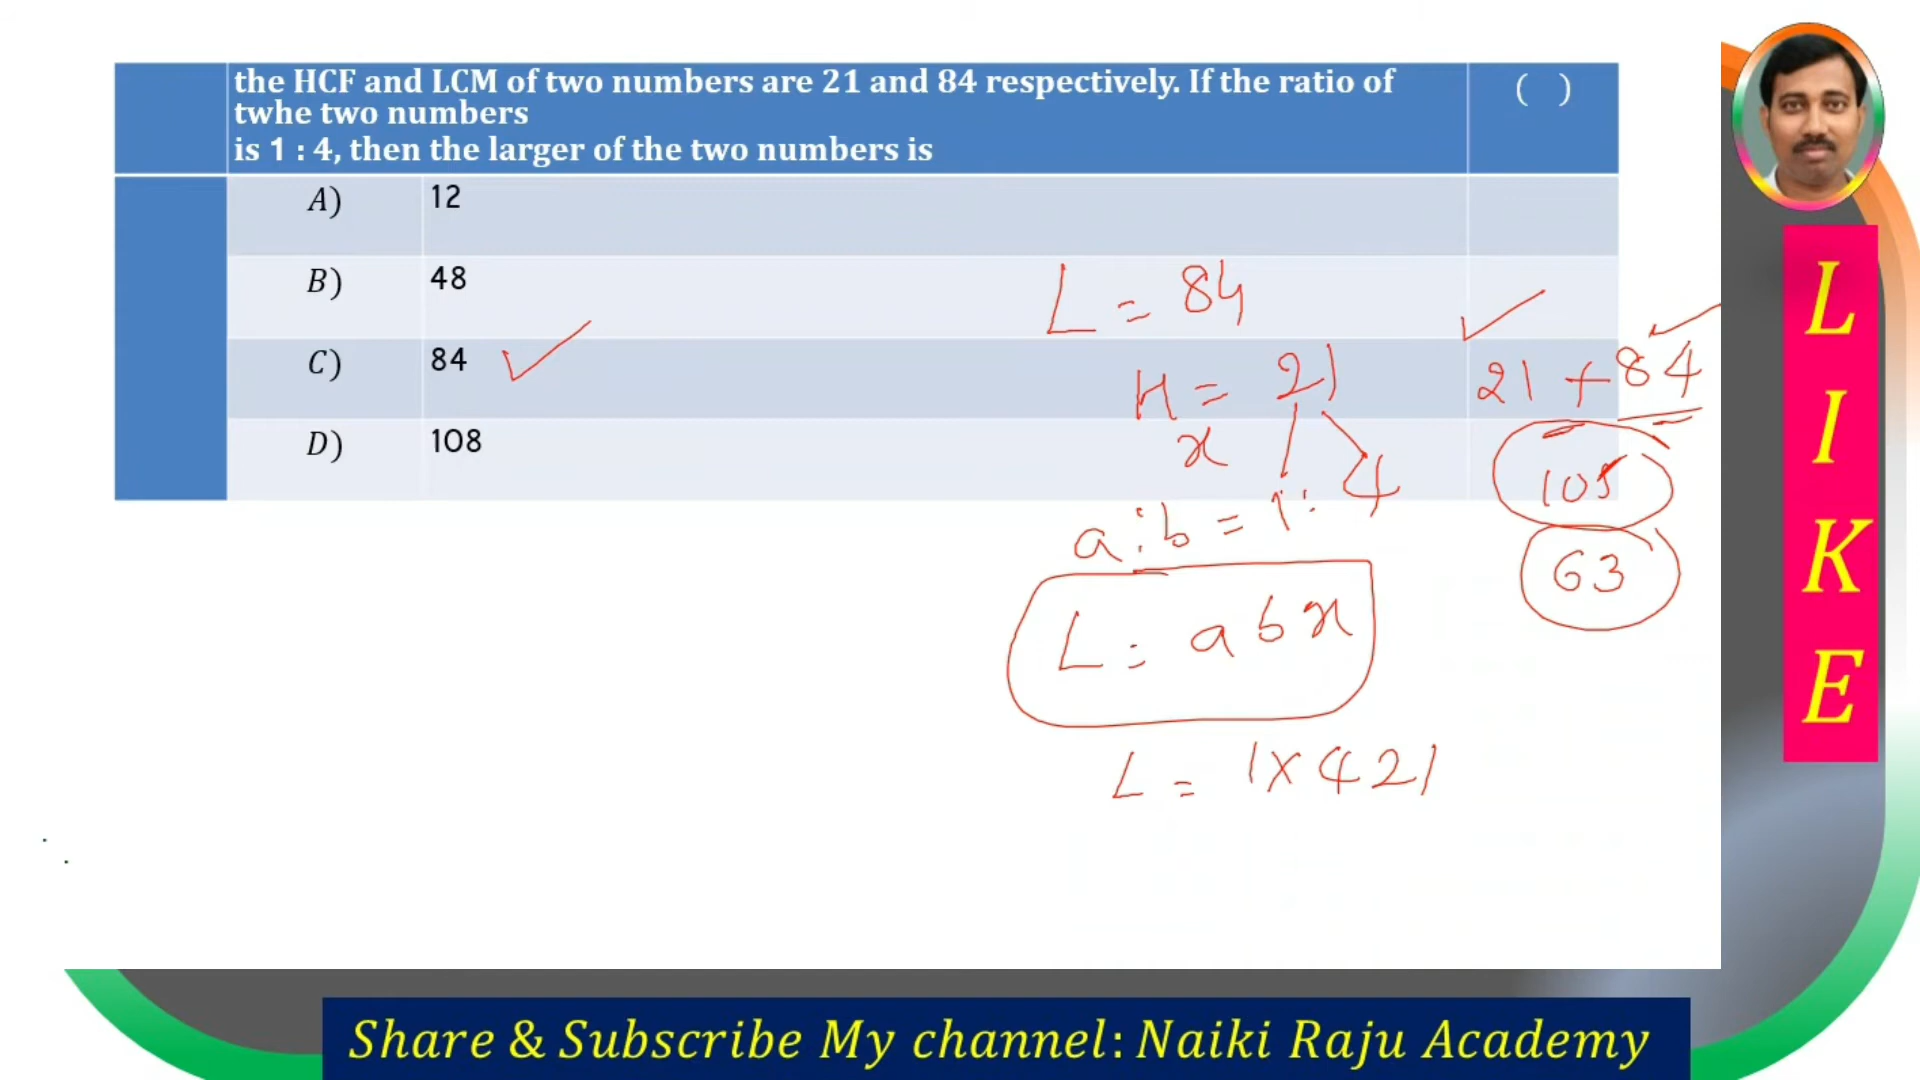 the HCF and LCM of two numbers are 21 and 84 respectively. If the ratio of
twhe two numbers
is 1 : 4, then the larger of the two numbers is
( )
A) 12
B) 48
C) 84
D) 108
L = 84
H = 21
x
21 + 84
105
63
a:b = 1: 4
L = a b x
L = 1 x 4 21
L
I
K
E
Share & Subscribe My channel: Naiki Raju Academy